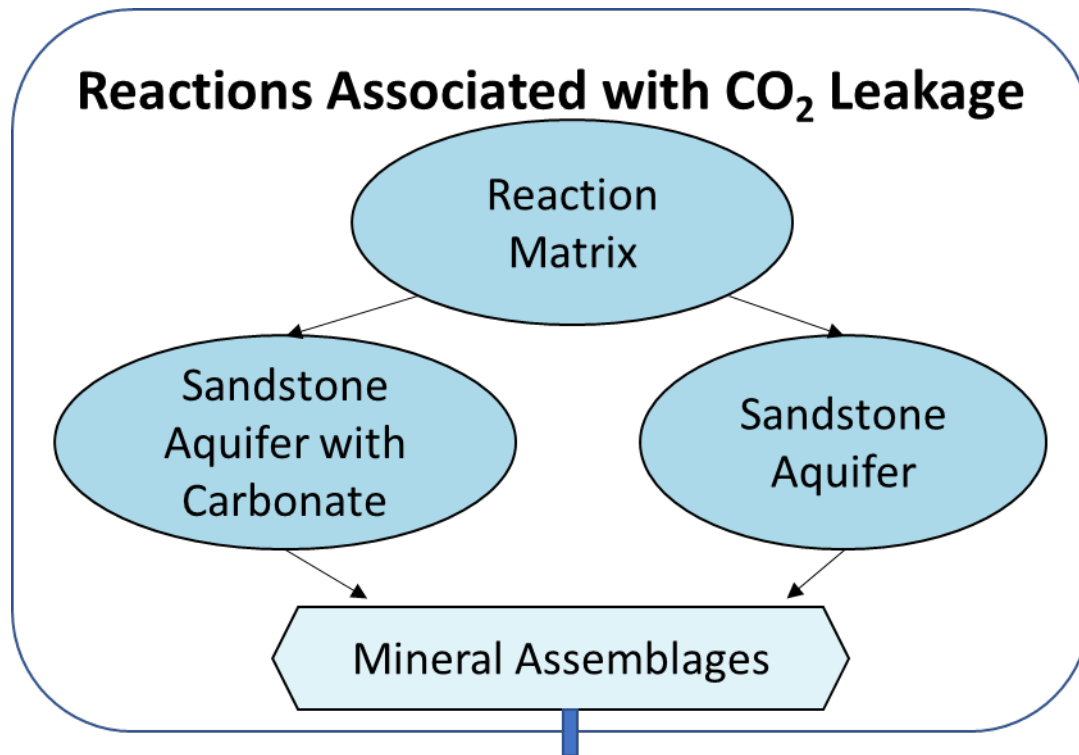 Reactions Associated with CO₂ Leakage
Reaction
Matrix
Sandstone
Aquifer with
Carbonate
Sandstone
Aquifer
Mineral Assemblages